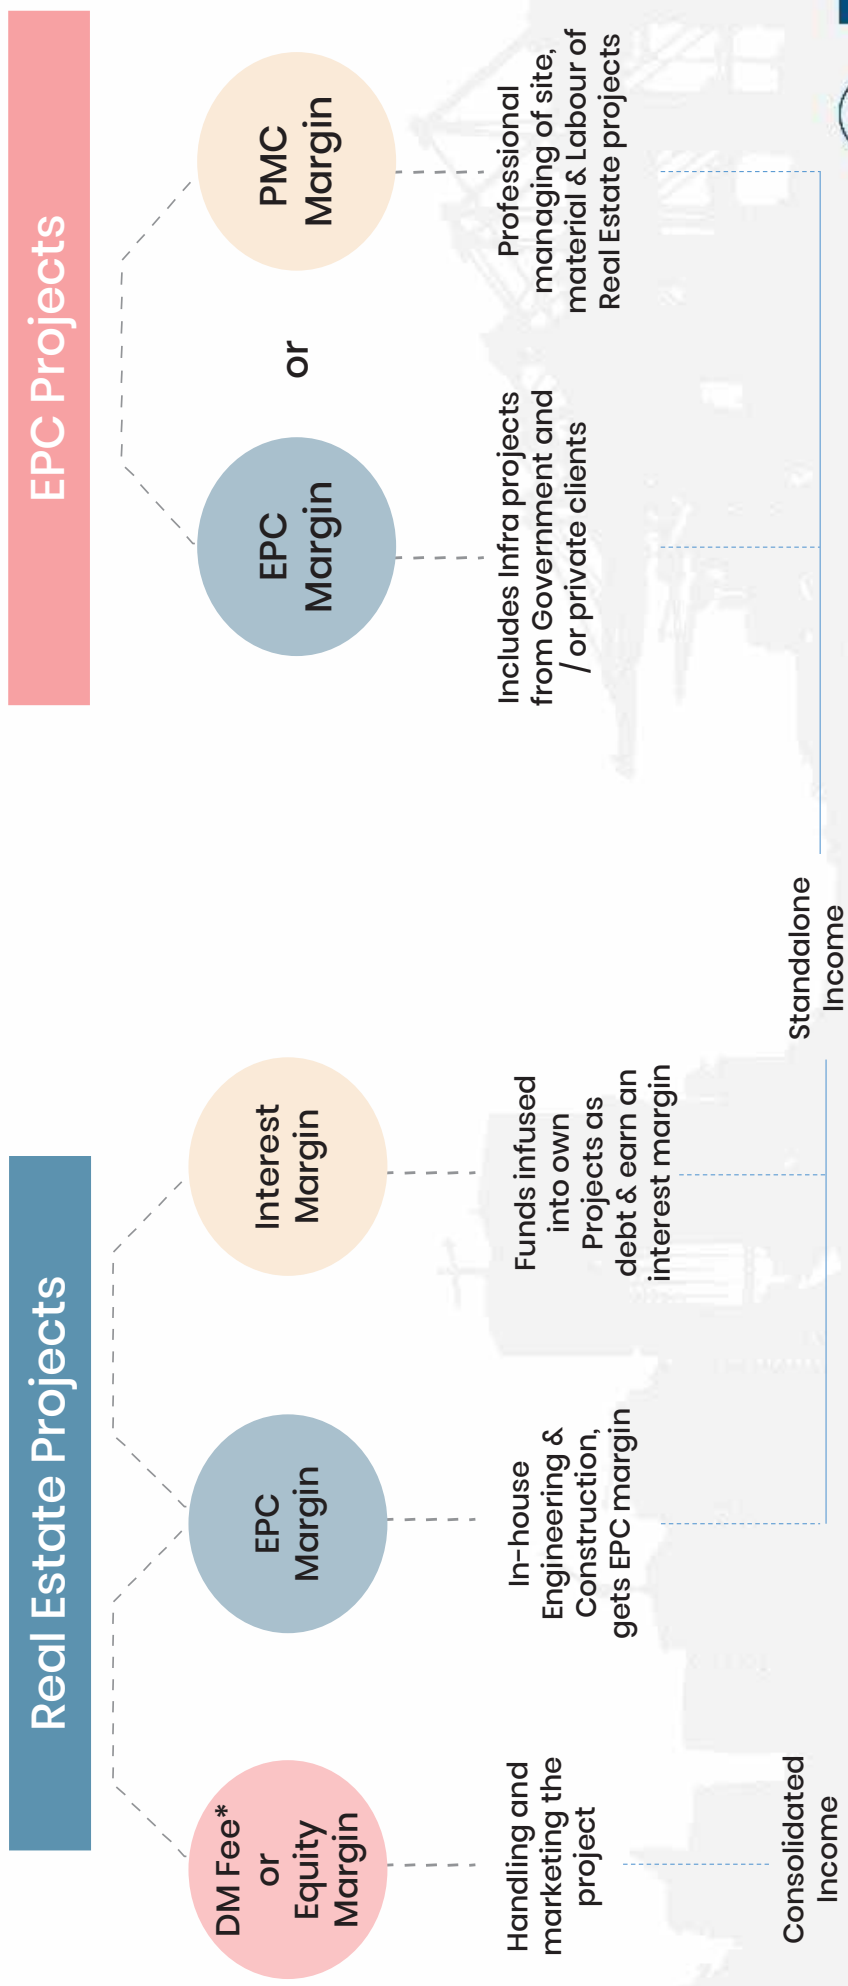 Real Estate Projects
DM Fee*
or
Equity
Margin
Handling and
marketing the
project
Consolidated
Income
EPC
Margin
In-house
Engineering &
Construction,
gets EPC margin
Interest
Margin
Funds infused
into own
Projects as
debt & earn an
interest margin
Standalone
Income
EPC Projects
EPC
Margin
Includes Infra projects
from Government and
/ or private clients
or
PMC
Margin
Professional
managing of site,
material & Labour of
Real Estate projects